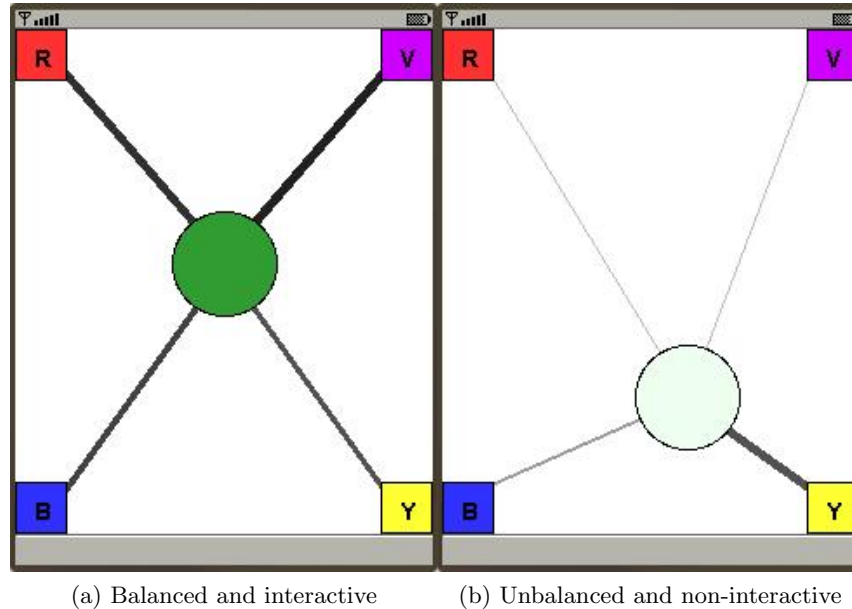 R V R V
B Y B Y
(a) Balanced and interactive (b) Unbalanced and non-interactive